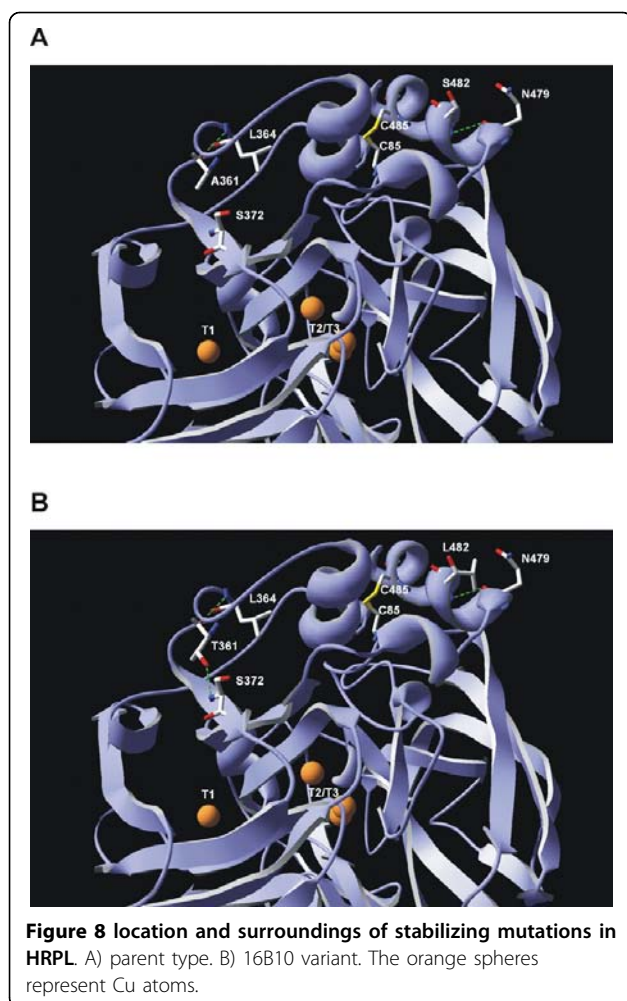 A
S482
N479
L364
C485
C85
A361
S372
T1
T2/T3
B
L482
N479
L364
C485
C85
T361
S372
T1
T2/T3
Figure 8 location and surroundings of stabilizing mutations in
HRPL. A) parent type. B) 16B10 variant. The orange spheres
represent Cu atoms.